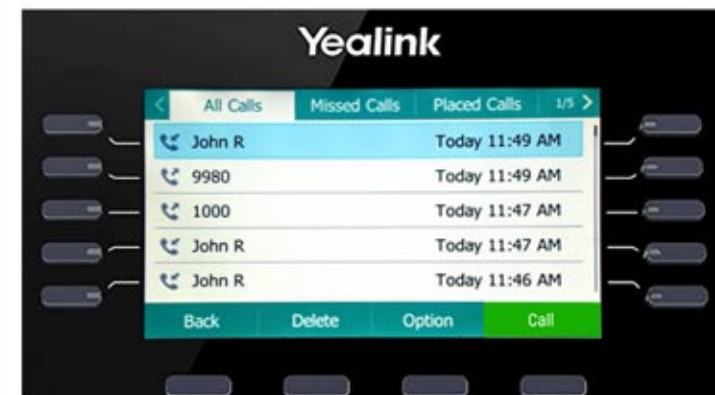 Yealink
All Calls Missed Calls Placed Calls 1/5
John R Today 11:49 AM
9980 Today 11:49 AM
1000 Today 11:47 AM
John R Today 11:47 AM
John R Today 11:46 AM
Back Delete Option Call